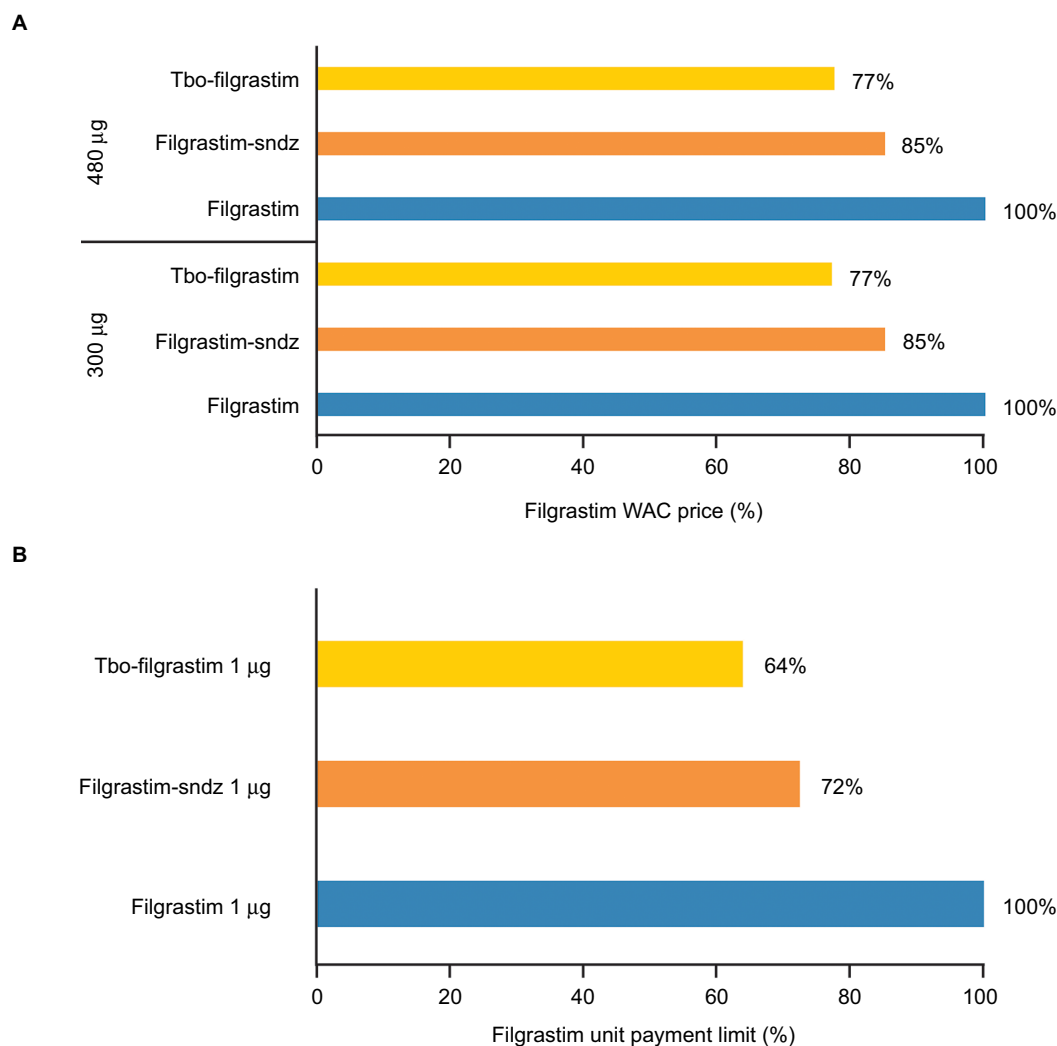 A
480 μg
Tbo-filgrastim
77%
Filgrastim-sndz
85%
Filgrastim
100%
300 μg
Tbo-filgrastim
77%
Filgrastim-sndz
85%
Filgrastim
100%
0 20 40 60 80 100
Filgrastim WAC price (%)
B
Tbo-filgrastim 1 μg
64%
Filgrastim-sndz 1 μg
72%
Filgrastim 1 μg
100%
0 20 40 60 80 100
Filgrastim unit payment limit (%)